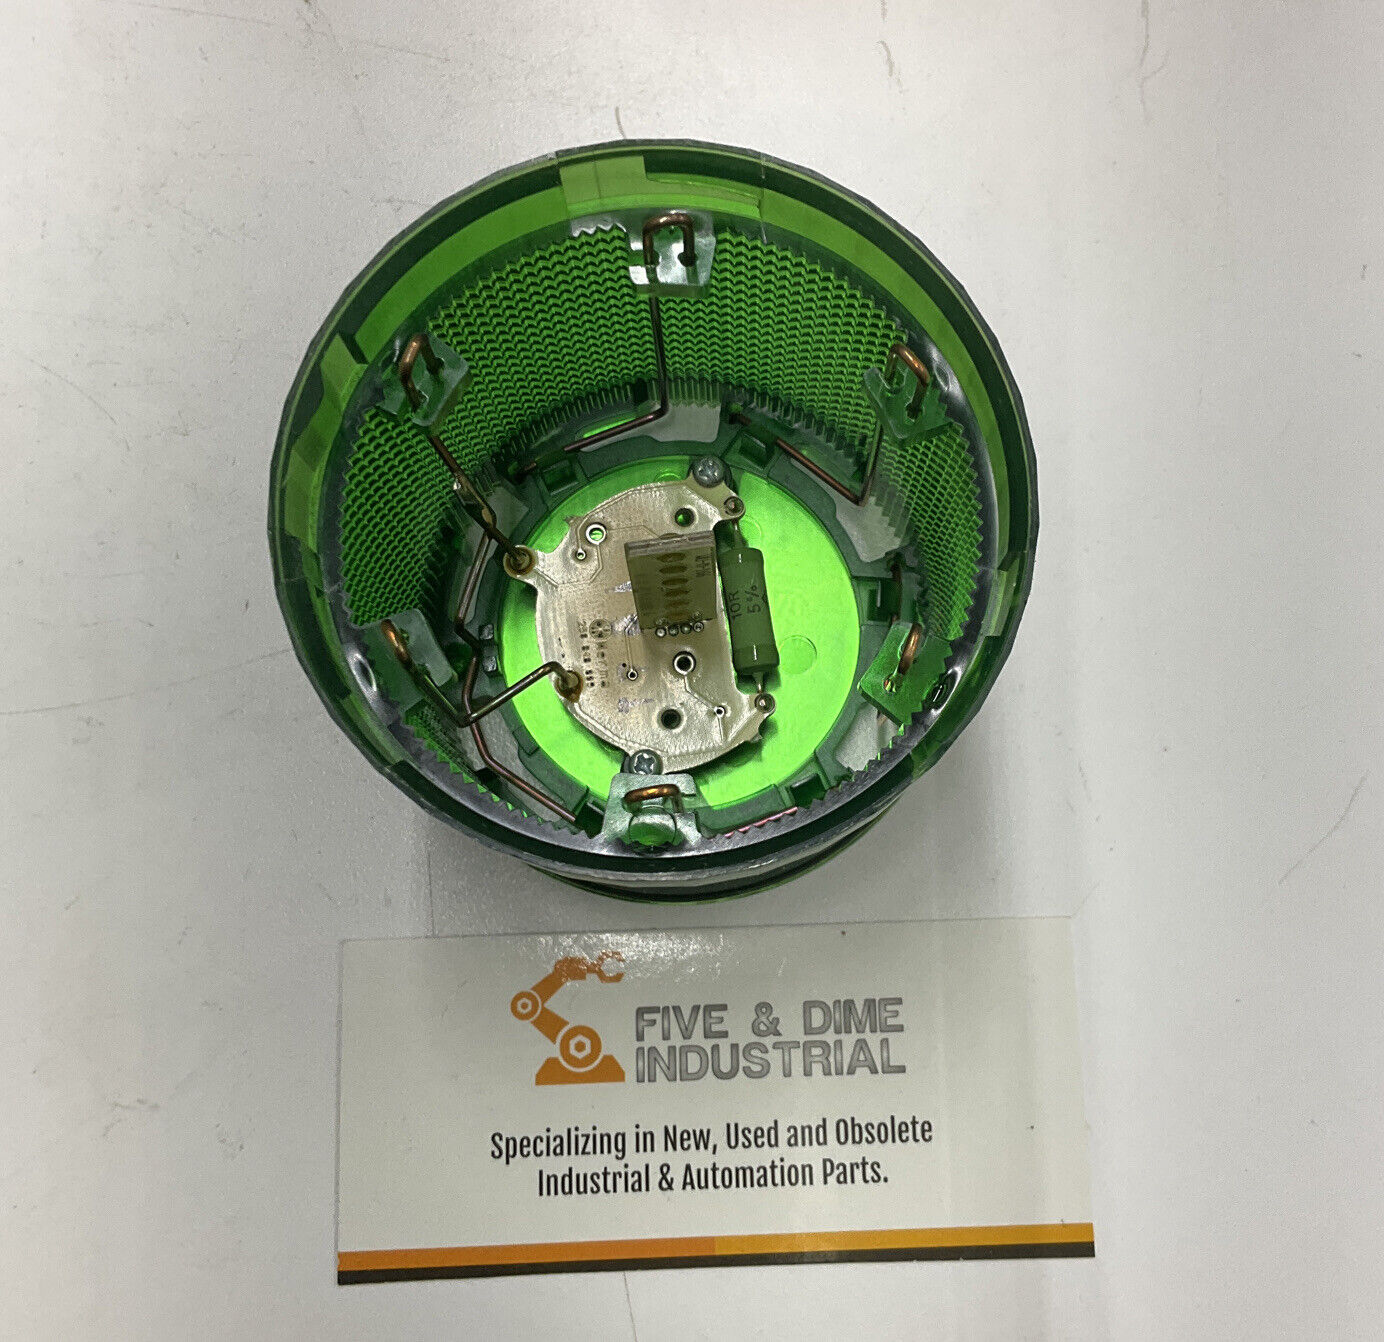 10R
5%
FIVE & DIME
INDUSTRIAL
Specializing in New, Used and Obsolete
Industrial & Automation Parts.